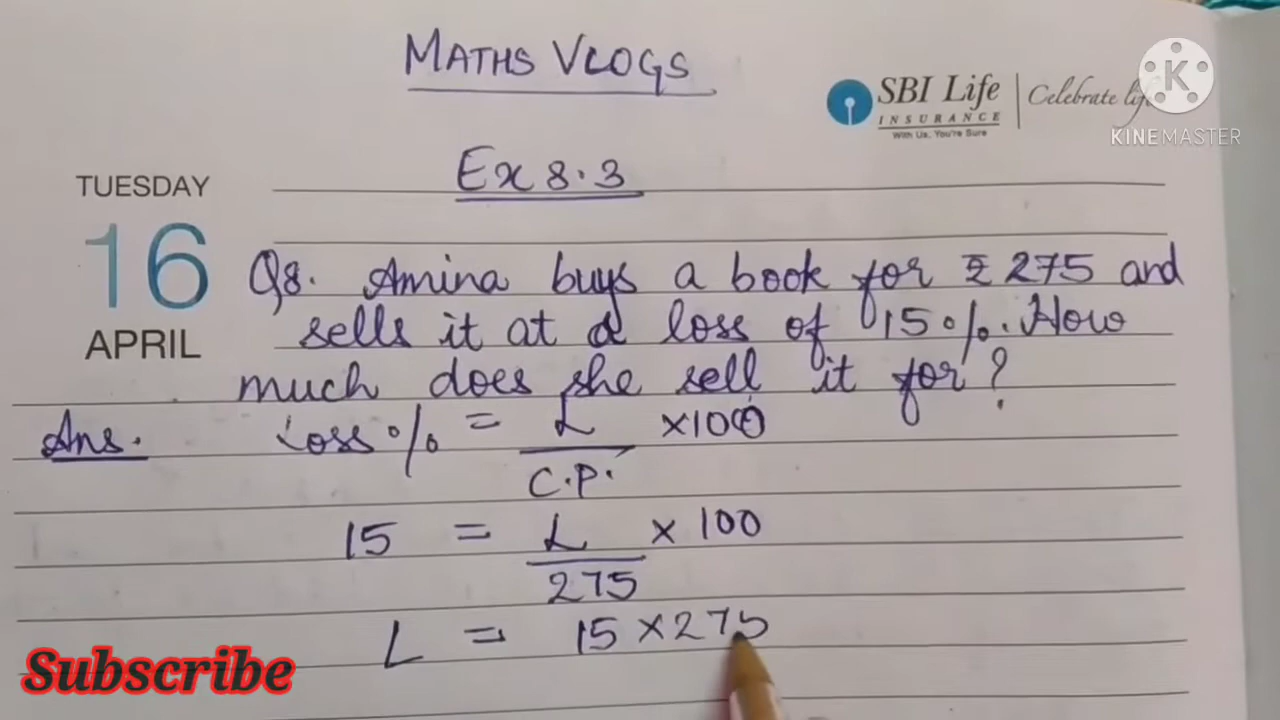 MATHS VLOGS
SBI Life
INSURANCE
With Us, You're Sure
Celebrate life
KINEMASTER
Ex 8.3
TUESDAY
16
APRIL
Q8. Amina buys a book for ₹ 275 and
sells it at a loss of 15%. How
much does she sell it for?
Ans. Loss % = L/C.P. × 100
15 = L/275 × 100
L = 15 × 275
Subscribe